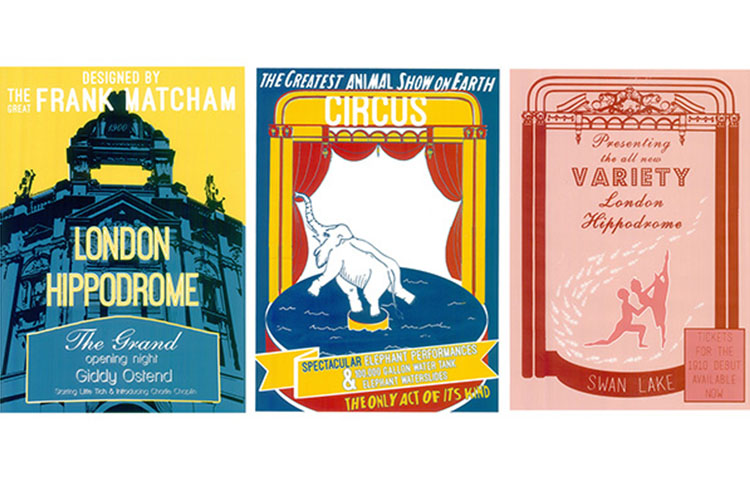 DESIGNED BY
THE GREAT FRANK MATCHAM
1900
LONDON
HIPPODROME
The Grand
opening night
Giddy Ostend
Starring Little Tich & Introducing Charlie Chaplin
THE GREATEST ANIMAL SHOW ON EARTH
CIRCUS
SPECTACULAR ELEPHANT PERFORMANCES
& 100,000 GALLON WATER TANK
ELEPHANT WATERSLIDES
THE ONLY ACT OF ITS KIND
Presenting
the all new
VARIETY
London
Hippodrome
SWAN LAKE
TICKETS
FOR THE
1910 DEBUT
AVAILABLE
NOW